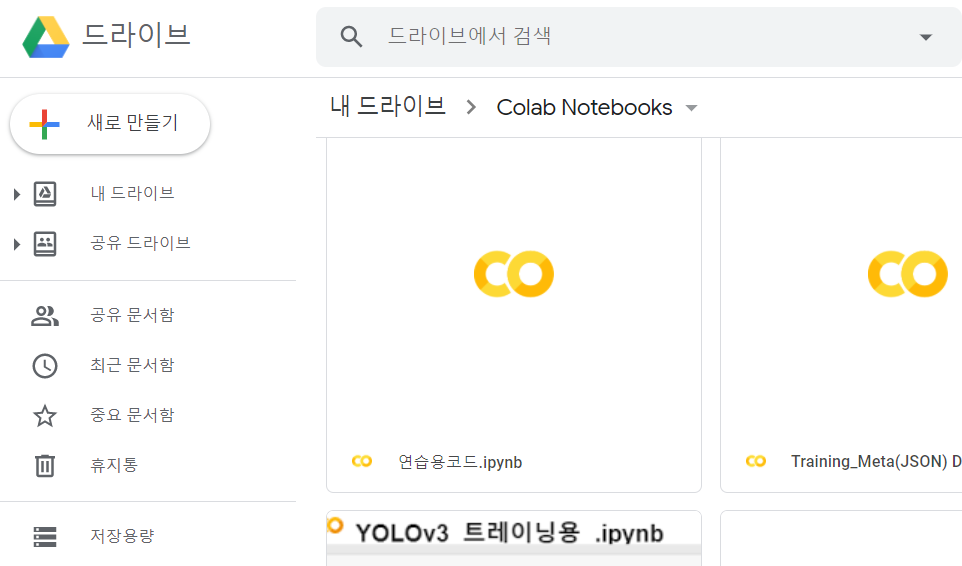 드라이브
드라이브에서 검색
내 드라이브 > Colab Notebooks
새로 만들기
내 드라이브
공유 드라이브
공유 문서함
최근 문서함
중요 문서함
휴지통
저장용량
연습용코드.ipynb
Training_Meta(JSON) D
YOLOv3 트레이닝용 .ipynb